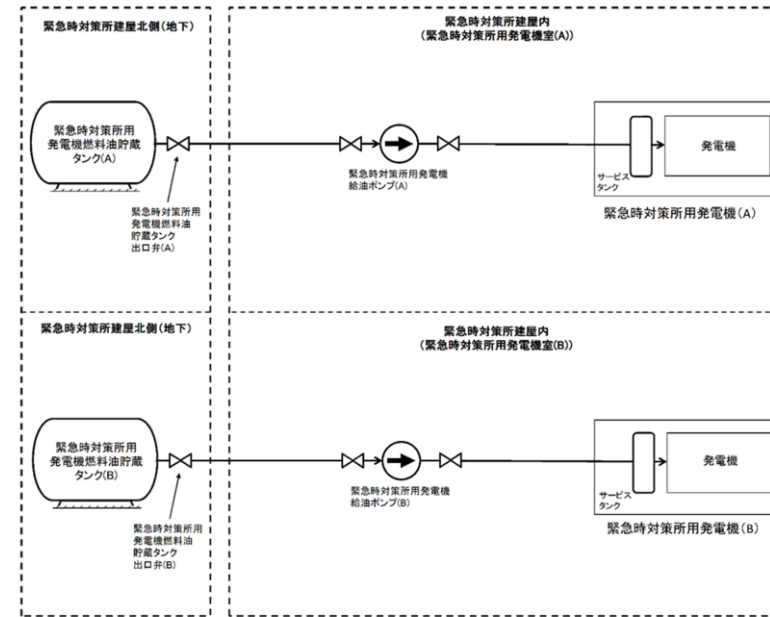 緊急時対策所建屋北側(地下)
緊急時対策所建屋内
(緊急時対策所用発電機室(A))
緊急時対策所用
発電機燃料油貯蔵
タンク(A)
緊急時対策所用
発電機燃料油
貯蔵タンク
出口弁(A)
緊急時対策所用発電機
給油ポンプ(A)
サービス
タンク
発電機
緊急時対策所用発電機(A)
緊急時対策所建屋北側(地下)
緊急時対策所建屋内
(緊急時対策所用発電機室(B))
緊急時対策所用
発電機燃料油貯蔵
タンク(B)
緊急時対策所用
発電機燃料油
貯蔵タンク
出口弁(B)
緊急時対策所用発電機
給油ポンプ(B)
サービス
タンク
発電機
緊急時対策所用発電機(B)